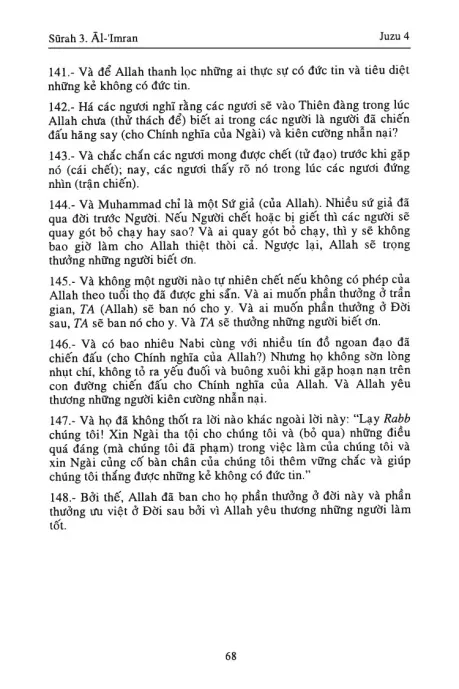 Sūrah 3. Āl-'Imran Juzu 4
141.- Và để Allah thanh lọc những ai thực sự có đức tin và tiêu diệt
những kẻ không có đức tin.
142.- Há các ngươi nghĩ rằng các ngươi sẽ vào Thiên đàng trong lúc
Allah chưa (thử thách để) biết ai trong các ngươi là người đã chiến
đấu hăng say (cho Chính nghĩa của Ngài) và kiên cường nhẫn nại?
143.- Và chắc chắn các ngươi mong được chết (tử đạo) trước khi gặp
nó (cái chết); nay, các ngươi thấy rõ nó trong lúc các ngươi đứng
nhìn (trận chiến).
144.- Và Muhammad chỉ là một Sứ giả (của Allah). Nhiều sứ giả đã
qua đời trước Người. Nếu Người chết hoặc bị giết thì các ngươi sẽ
quay gót bỏ chạy hay sao? Và ai quay gót bỏ chạy, thì y sẽ không
bao giờ làm cho Allah thiệt thòi cả. Ngược lại, Allah sẽ trọng
thưởng những người biết ơn.
145.- Và không một người nào tự nhiên chết nếu không có phép của
Allah theo tuổi thọ đã được ghi sẵn. Và ai muốn phần thưởng ở trần
gian, TA (Allah) sẽ ban nó cho y. Và ai muốn phần thưởng ở Đời
sau, TA sẽ ban nó cho y. Và TA sẽ thưởng những người biết ơn.
146.- Và có bao nhiêu Nabi cùng với nhiều tín đồ ngoan đạo đã
chiến đấu (cho Chính nghĩa của Allah?) Nhưng họ không sờn lòng
nhụt chí, không tỏ ra yếu đuối và buông xuôi khi gặp hoạn nạn trên
con đường chiến đấu cho Chính nghĩa của Allah. Và Allah yêu
thương những người kiên cường nhẫn nại.
147.- Và họ đã không thốt ra lời nào khác ngoài lời này: “Lạy Rabb
chúng tôi! Xin Ngài tha tội cho chúng tôi và (bỏ qua) những điều
quá đáng (mà chúng tôi đã phạm) trong việc làm của chúng tôi và
xin Ngài củng cố bàn chân của chúng tôi thêm vững chắc và giúp
chúng tôi thắng được những kẻ không có đức tin.”
148.- Bởi thế, Allah đã ban cho họ phần thưởng ở đời này và phần
thưởng ưu việt ở Đời sau bởi vì Allah yêu thương những người làm
tốt.
68